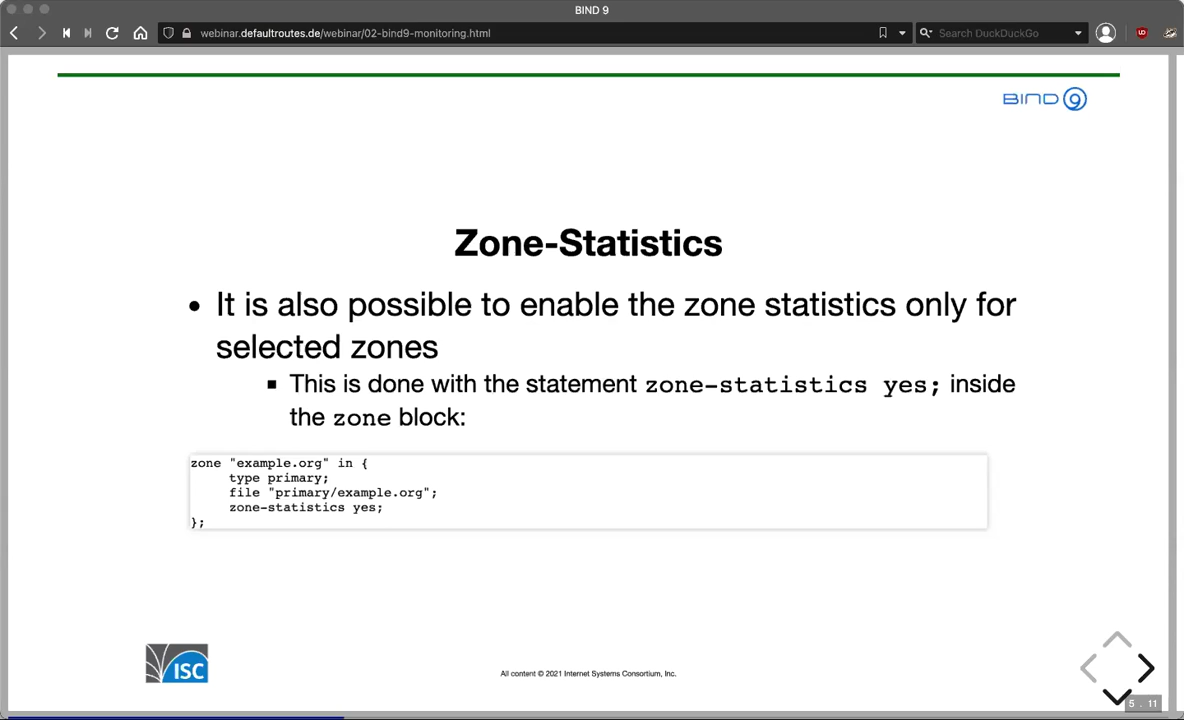 BIND 9
webinar.defaultroutes.de/webinar/02-bind9-monitoring.html
Search DuckDuckGo
BIND 9
Zone-Statistics
• It is also possible to enable the zone statistics only for
selected zones
▪ This is done with the statement zone-statistics yes; inside
the zone block:
zone "example.org" in {
type primary;
file "primary/example.org";
zone-statistics yes;
};
ISC
All content © 2021 Internet Systems Consortium, Inc.
5 . 11